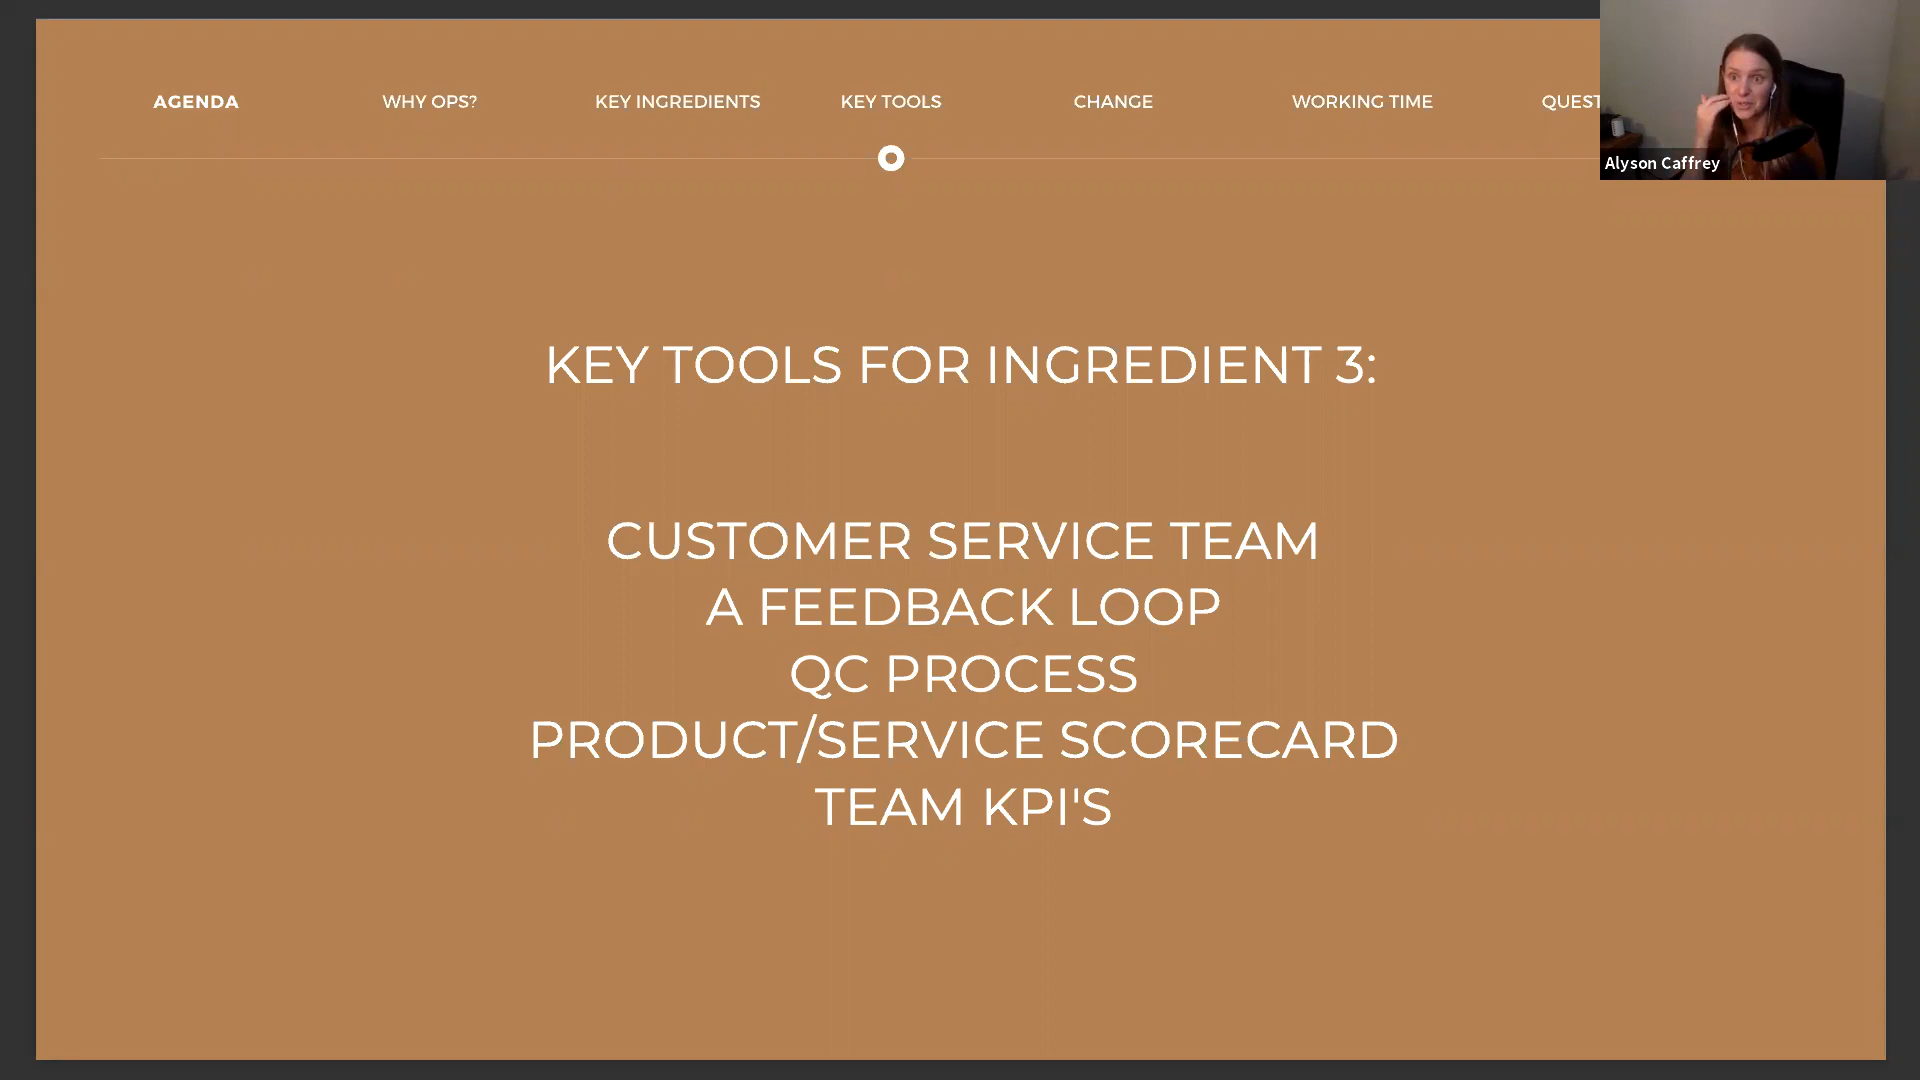 AGENDA WHY OPS? KEY INGREDIENTS KEY TOOLS CHANGE WORKING TIME QUEST
Alyson Caffrey
KEY TOOLS FOR INGREDIENT 3:
CUSTOMER SERVICE TEAM
A FEEDBACK LOOP
QC PROCESS
PRODUCT/SERVICE SCORECARD
TEAM KPI'S